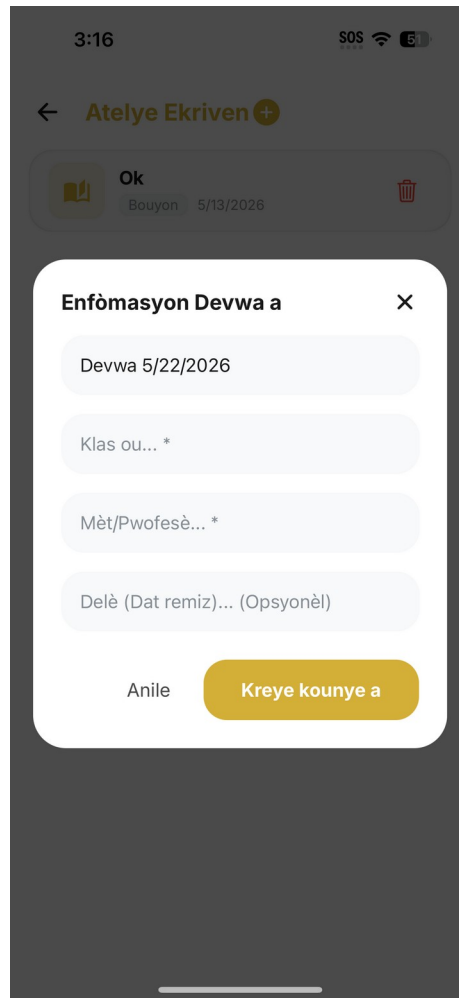 3:16
SOS
51
Atelye Ekriven
Ok
Bouyon 5/13/2026
Enfòmasyon Devwa a
Devwa 5/22/2026
Klas ou... *
Mèt/Pwofesè... *
Delè (Dat remiz)... (Opsyonèl)
Anile
Kreye kounye a